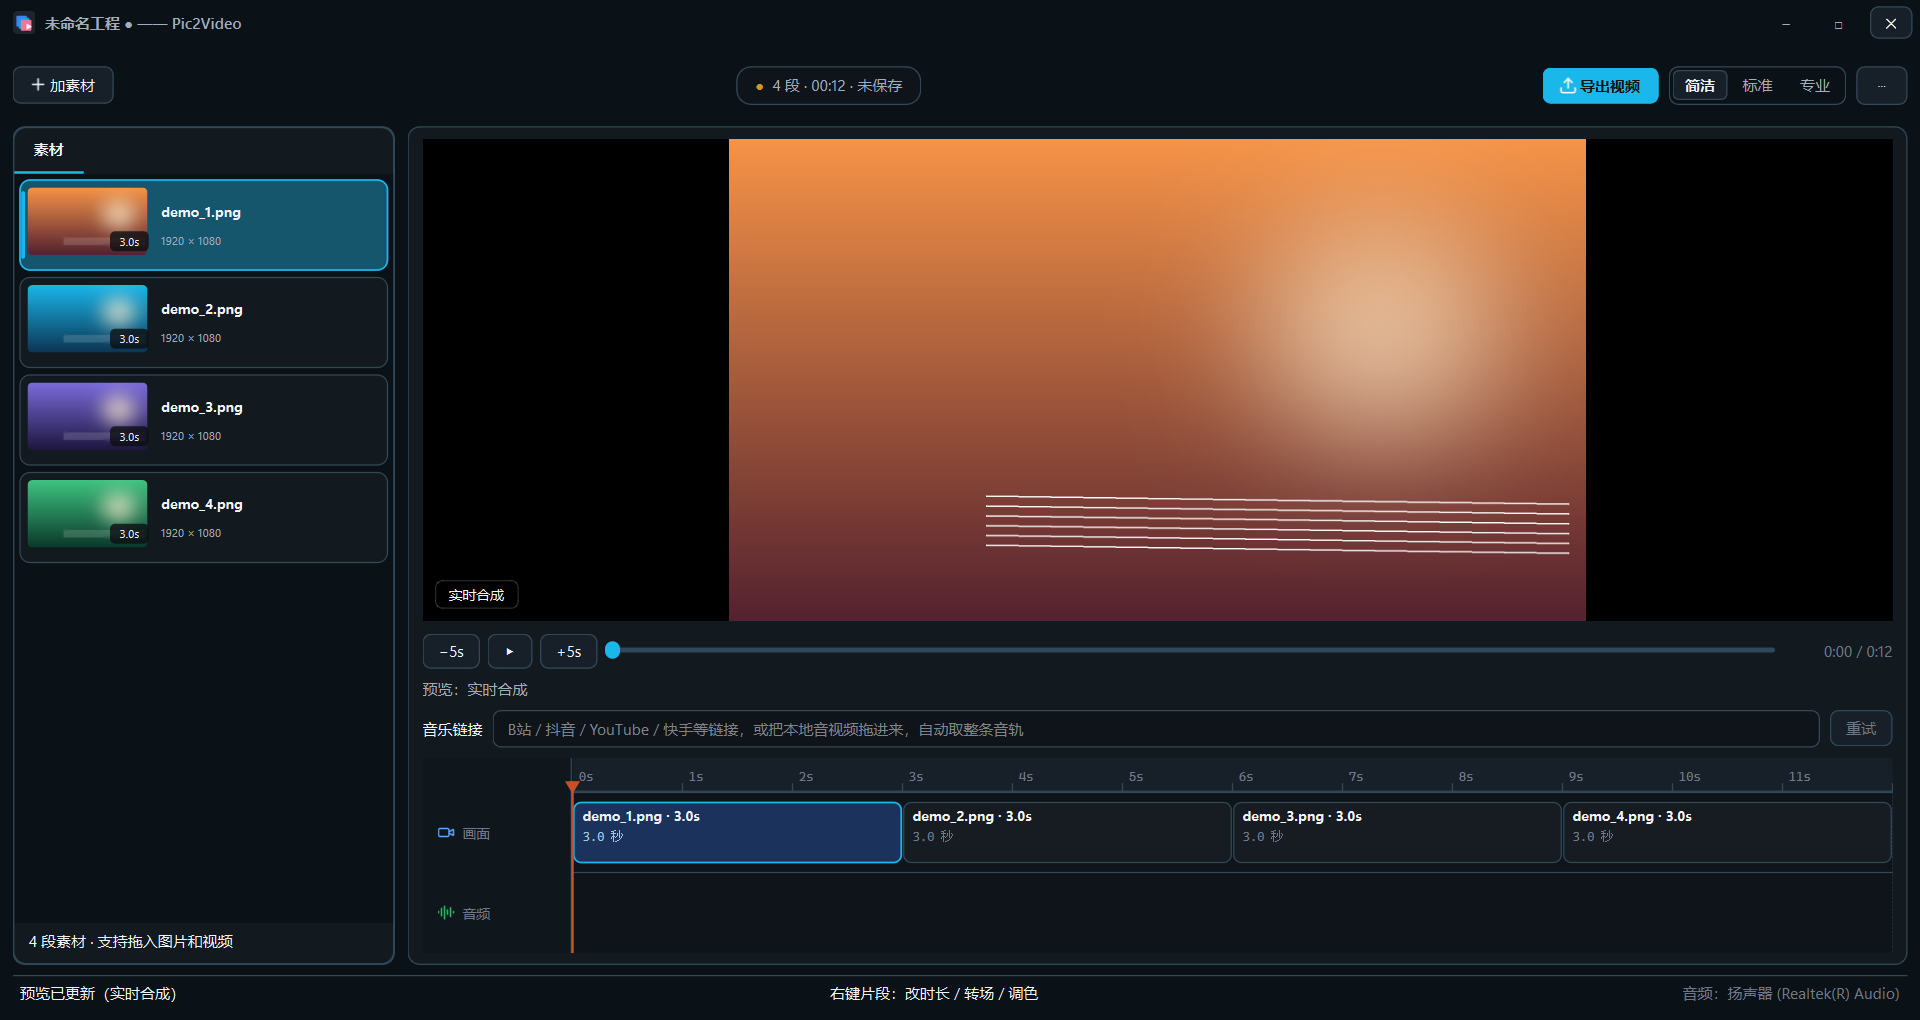 未命名工程 ● —— Pic2Video
+ 加素材
● 4 段 · 00:12 · 未保存
导出视频
简洁 标准 专业
...
素材
demo_1.png
3.0s
1920 × 1080
demo_2.png
3.0s
1920 × 1080
demo_3.png
3.0s
1920 × 1080
demo_4.png
3.0s
1920 × 1080
4 段素材 · 支持拖入图片和视频
实时合成
−5s
+5s
0:00 / 0:12
预览：实时合成
音乐链接 B站 / 抖音 / YouTube / 快手等链接，或把本地音视频拖进来，自动取整条音轨 重试
0s 1s 2s 3s 4s 5s 6s 7s 8s 9s 10s 11s
画面
demo_1.png · 3.0s
3.0 秒
demo_2.png · 3.0s
3.0 秒
demo_3.png · 3.0s
3.0 秒
demo_4.png · 3.0s
3.0 秒
音频
预览已更新（实时合成）
右键片段：改时长 / 转场 / 调色
音频：扬声器 (Realtek(R) Audio)